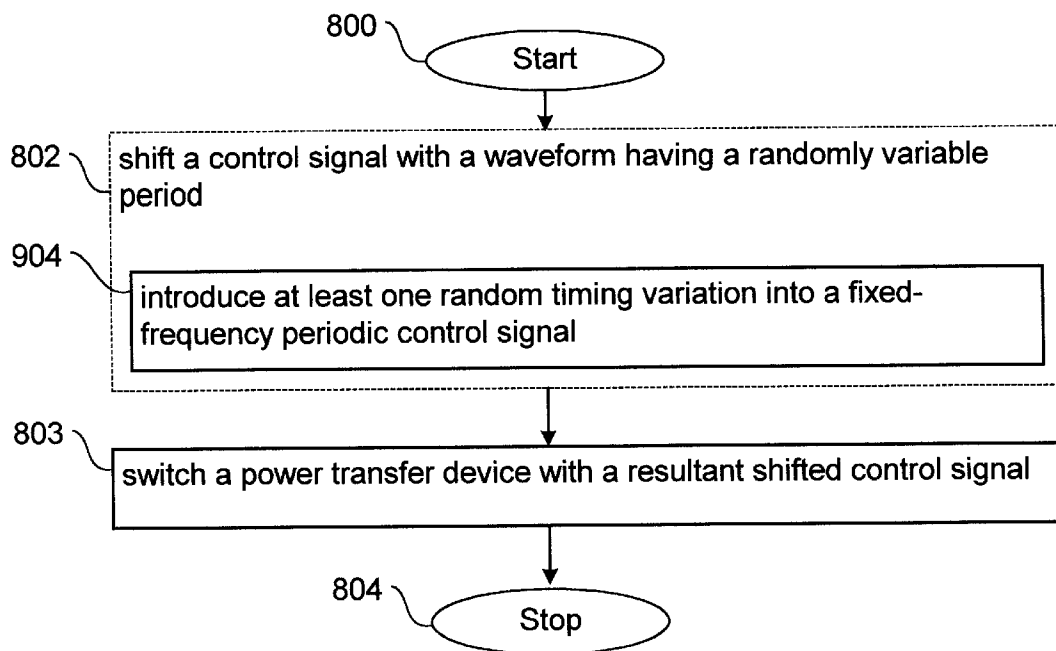 800
Start
802
shift a control signal with a waveform having a randomly variable
period
904
introduce at least one random timing variation into a fixed-
frequency periodic control signal
803
switch a power transfer device with a resultant shifted control signal
804
Stop